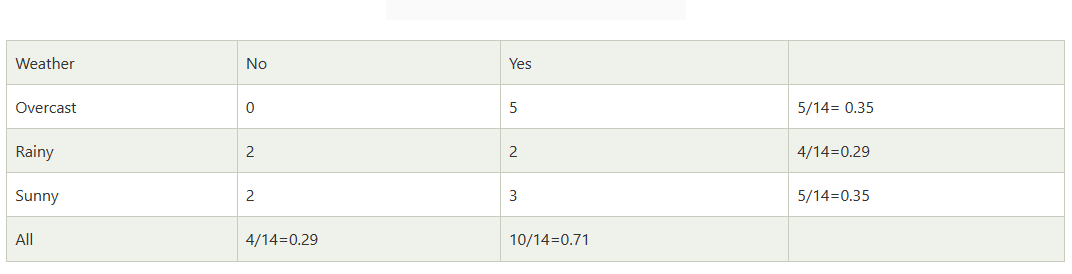 Weather No Yes
Overcast 0 5 5/14= 0.35
Rainy 2 2 4/14=0.29
Sunny 2 3 5/14=0.35
All 4/14=0.29 10/14=0.71